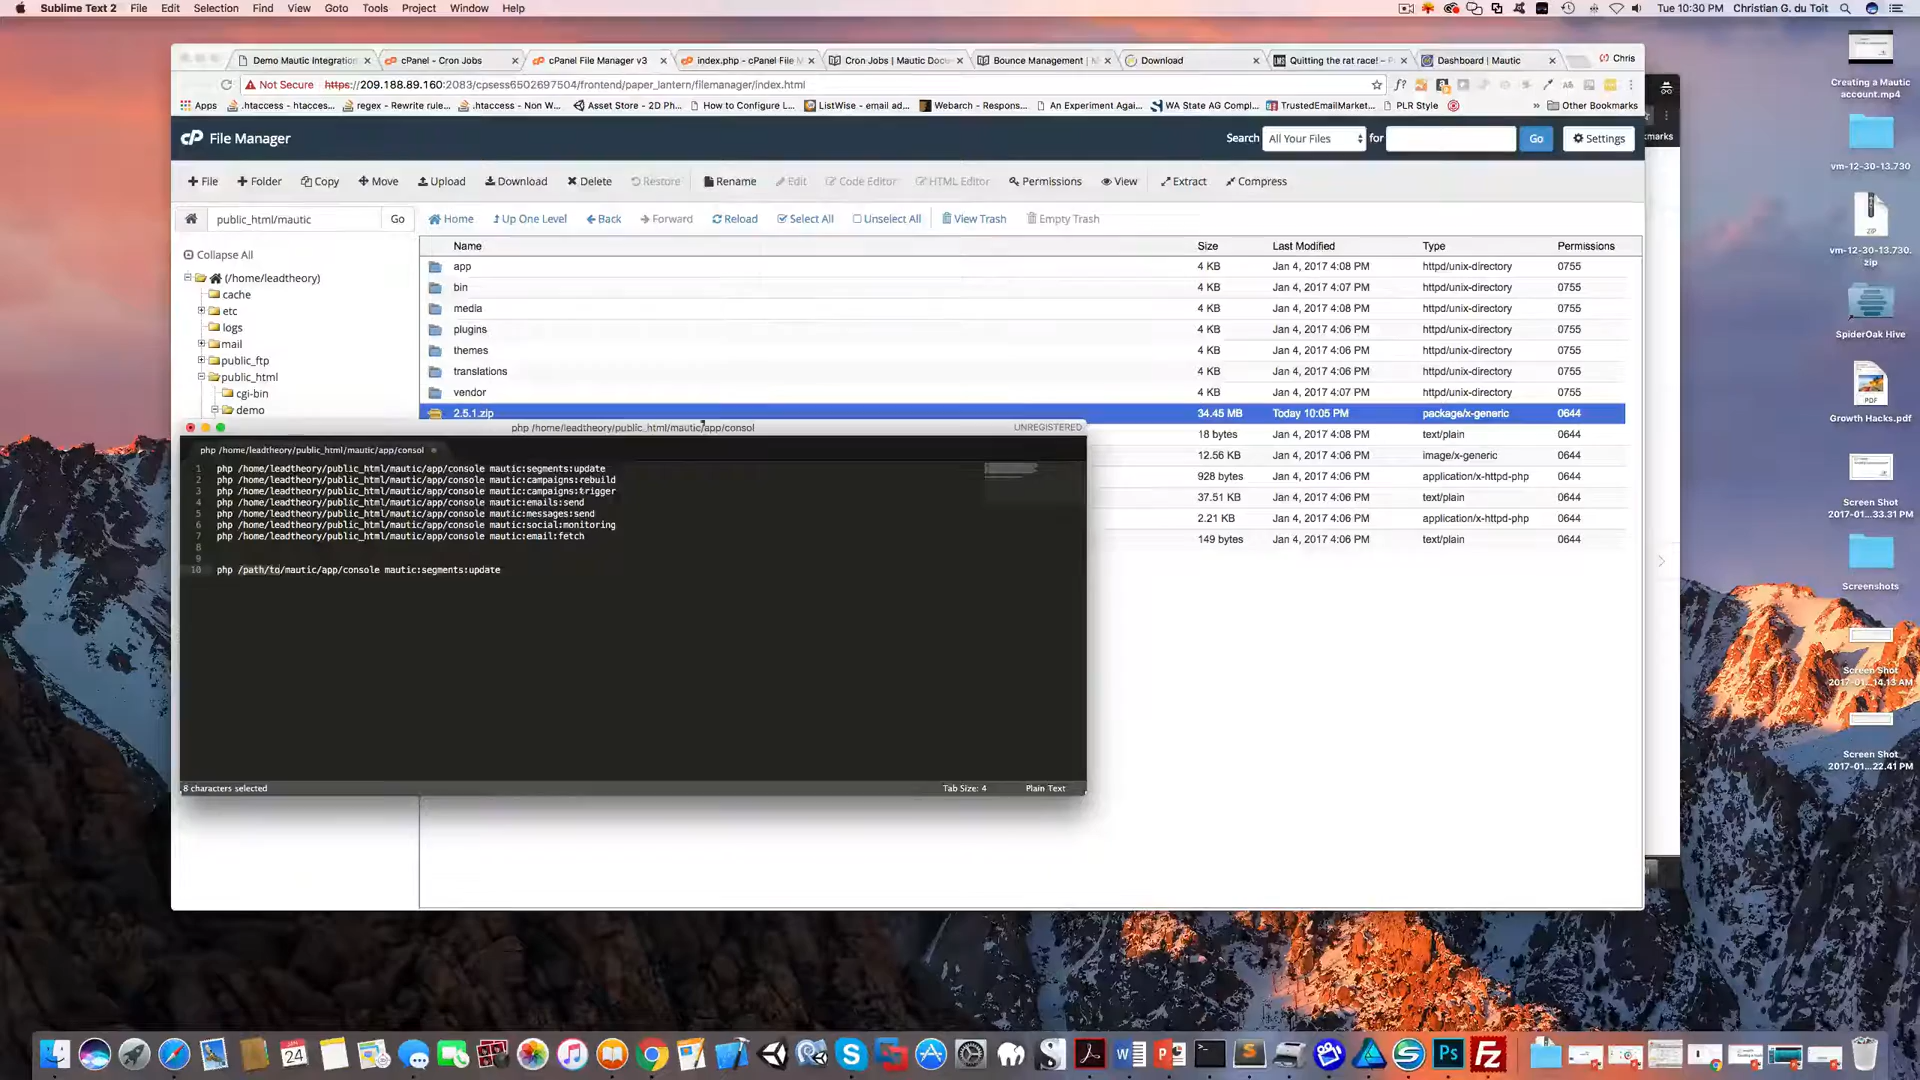 Sublime Text 2 File Edit Selection Find View Goto Tools Project Window Help
Tue 10:30 PM Christian G. du Toit
Demo Mautic Integration cPanel - Cron Jobs cPanel File Manager v3 index.php - cPanel File M Cron Jobs | Mautic Docu Bounce Management | Download Quitting the rat race! – P Dashboard | Mautic Chris
Not Secure https://209.188.89.160:2083/cpsess6502697504/frontend/paper_lantern/filemanager/index.html
Apps .htaccess - htacces... regex - Rewrite rule... .htaccess - Non W... Asset Store - 2D Ph... How to Configure L... ListWise - email ad... Webarch - Respons... An Experiment Agai... WA State AG Compl... TrustedEmailMarket... PLR Style » Other Bookmarks
cP File Manager
Search All Your Files for Go Settings
File Folder Copy Move Upload Download Delete Restore Rename Edit Code Editor HTML Editor Permissions View Extract Compress
public_html/mautic Go
Home Up One Level Back Forward Reload Select All Unselect All View Trash Empty Trash
Collapse All
(/home/leadtheory)
cache
etc
logs
mail
public_ftp
public_html
cgi-bin
demo
Name Size Last Modified Type Permissions
app 4 KB Jan 4, 2017 4:08 PM httpd/unix-directory 0755
bin 4 KB Jan 4, 2017 4:07 PM httpd/unix-directory 0755
media 4 KB Jan 4, 2017 4:08 PM httpd/unix-directory 0755
plugins 4 KB Jan 4, 2017 4:06 PM httpd/unix-directory 0755
themes 4 KB Jan 4, 2017 4:06 PM httpd/unix-directory 0755
translations 4 KB Jan 4, 2017 4:06 PM httpd/unix-directory 0755
vendor 4 KB Jan 4, 2017 4:07 PM httpd/unix-directory 0755
2.5.1.zip 34.45 MB Today 10:05 PM package/x-generic 0644
18 bytes Jan 4, 2017 4:06 PM text/plain 0644
12.56 KB Jan 4, 2017 4:06 PM image/x-generic 0644
928 bytes Jan 4, 2017 4:06 PM application/x-httpd-php 0644
37.51 KB Jan 4, 2017 4:06 PM text/plain 0644
2.21 KB Jan 4, 2017 4:06 PM application/x-httpd-php 0644
149 bytes Jan 4, 2017 4:06 PM text/plain 0644
php /home/leadtheory/public_html/mautic/app/consol UNREGISTERED
php /home/leadtheory/public_html/mautic/app/consol
1 php /home/leadtheory/public_html/mautic/app/console mautic:segments:update
2 php /home/leadtheory/public_html/mautic/app/console mautic:campaigns:rebuild
3 php /home/leadtheory/public_html/mautic/app/console mautic:campaigns:trigger
4 php /home/leadtheory/public_html/mautic/app/console mautic:emails:send
5 php /home/leadtheory/public_html/mautic/app/console mautic:messages:send
6 php /home/leadtheory/public_html/mautic/app/console mautic:social:monitoring
7 php /home/leadtheory/public_html/mautic/app/console mautic:email:fetch
8
9
10 php /path/to/mautic/app/console mautic:segments:update
8 characters selected Tab Size: 4 Plain Text
kmarks
Creating a Mautic
account.mp4
vm-12-30-13.730
ZIP
vm-12-30-13.730.
zip
SpiderOak Hive
PDF
Growth Hacks.pdf
Screen Shot
2017-01...33.31 PM
Screenshots
Screen Shot
2017-01...14.13 AM
Screen Shot
2017-01...22.41 PM
JAN
24